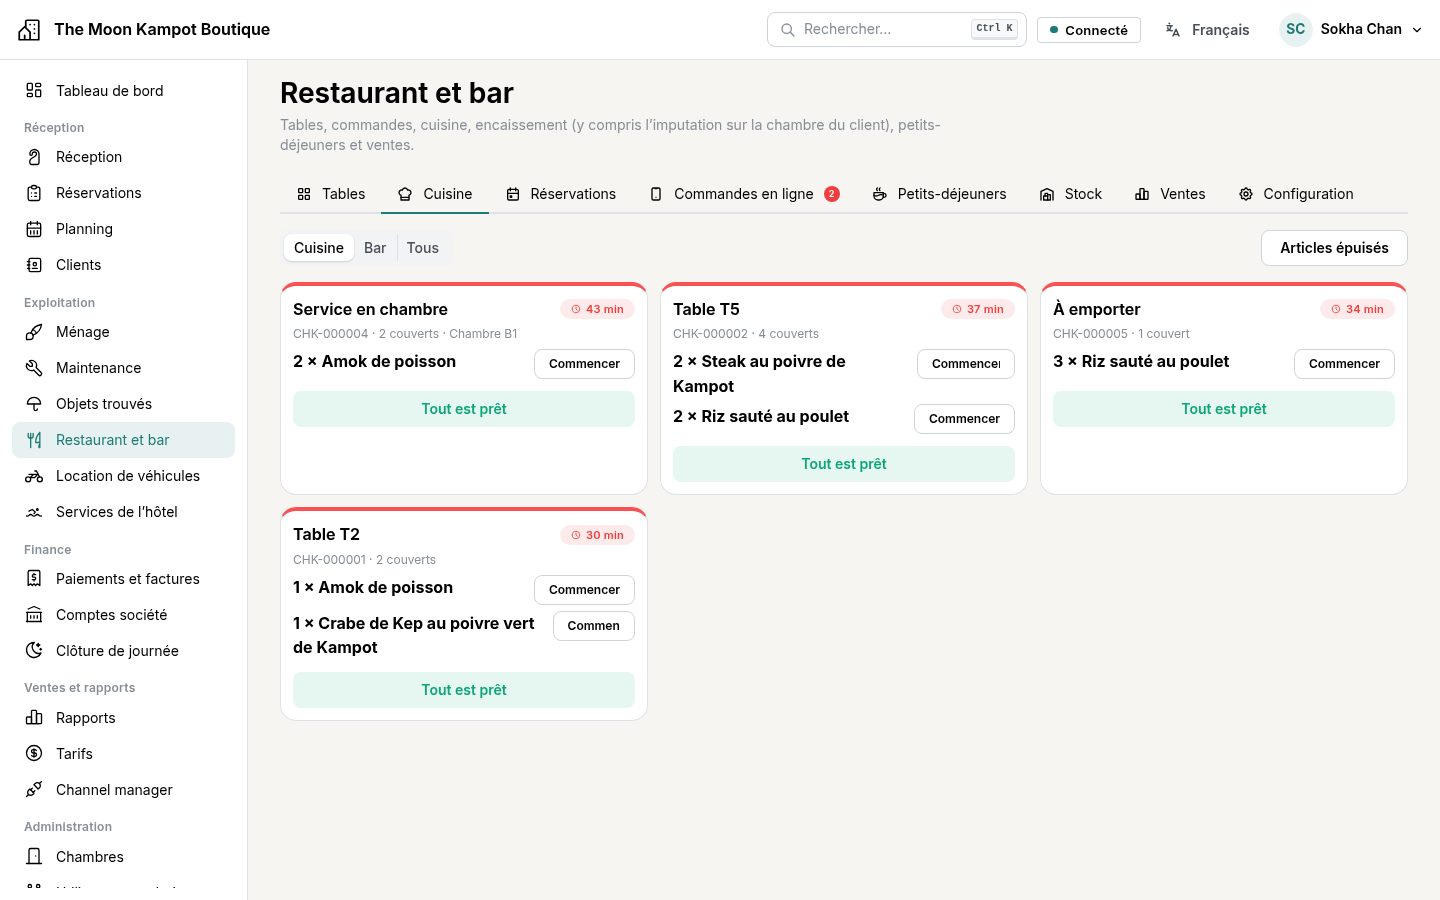 The Moon Kampot Boutique
Rechercher...
Ctrl K
Connecté
Français
SC
Sokha Chan
Tableau de bord
Réception
Réception
Réservations
Planning
Clients
Exploitation
Ménage
Maintenance
Objets trouvés
Restaurant et bar
Location de véhicules
Services de l’hôtel
Finance
Paiements et factures
Comptes société
Clôture de journée
Ventes et rapports
Rapports
Tarifs
Channel manager
Administration
Chambres
Restaurant et bar
Tables, commandes, cuisine, encaissement (y compris l’imputation sur la chambre du client), petits-
déjeuners et ventes.
Tables
Cuisine
Réservations
Commandes en ligne 2
Petits-déjeuners
Stock
Ventes
Configuration
Cuisine
Bar
Tous
Articles épuisés
Service en chambre
43 min
CHK-000004 · 2 couverts · Chambre B1
2 × Amok de poisson
Commencer
Tout est prêt
Table T5
37 min
CHK-000002 · 4 couverts
2 × Steak au poivre de
Kampot
Commencer
2 × Riz sauté au poulet
Commencer
Tout est prêt
À emporter
34 min
CHK-000005 · 1 couvert
3 × Riz sauté au poulet
Commencer
Tout est prêt
Table T2
30 min
CHK-000001 · 2 couverts
1 × Amok de poisson
Commencer
1 × Crabe de Kep au poivre vert
de Kampot
Commen
Tout est prêt